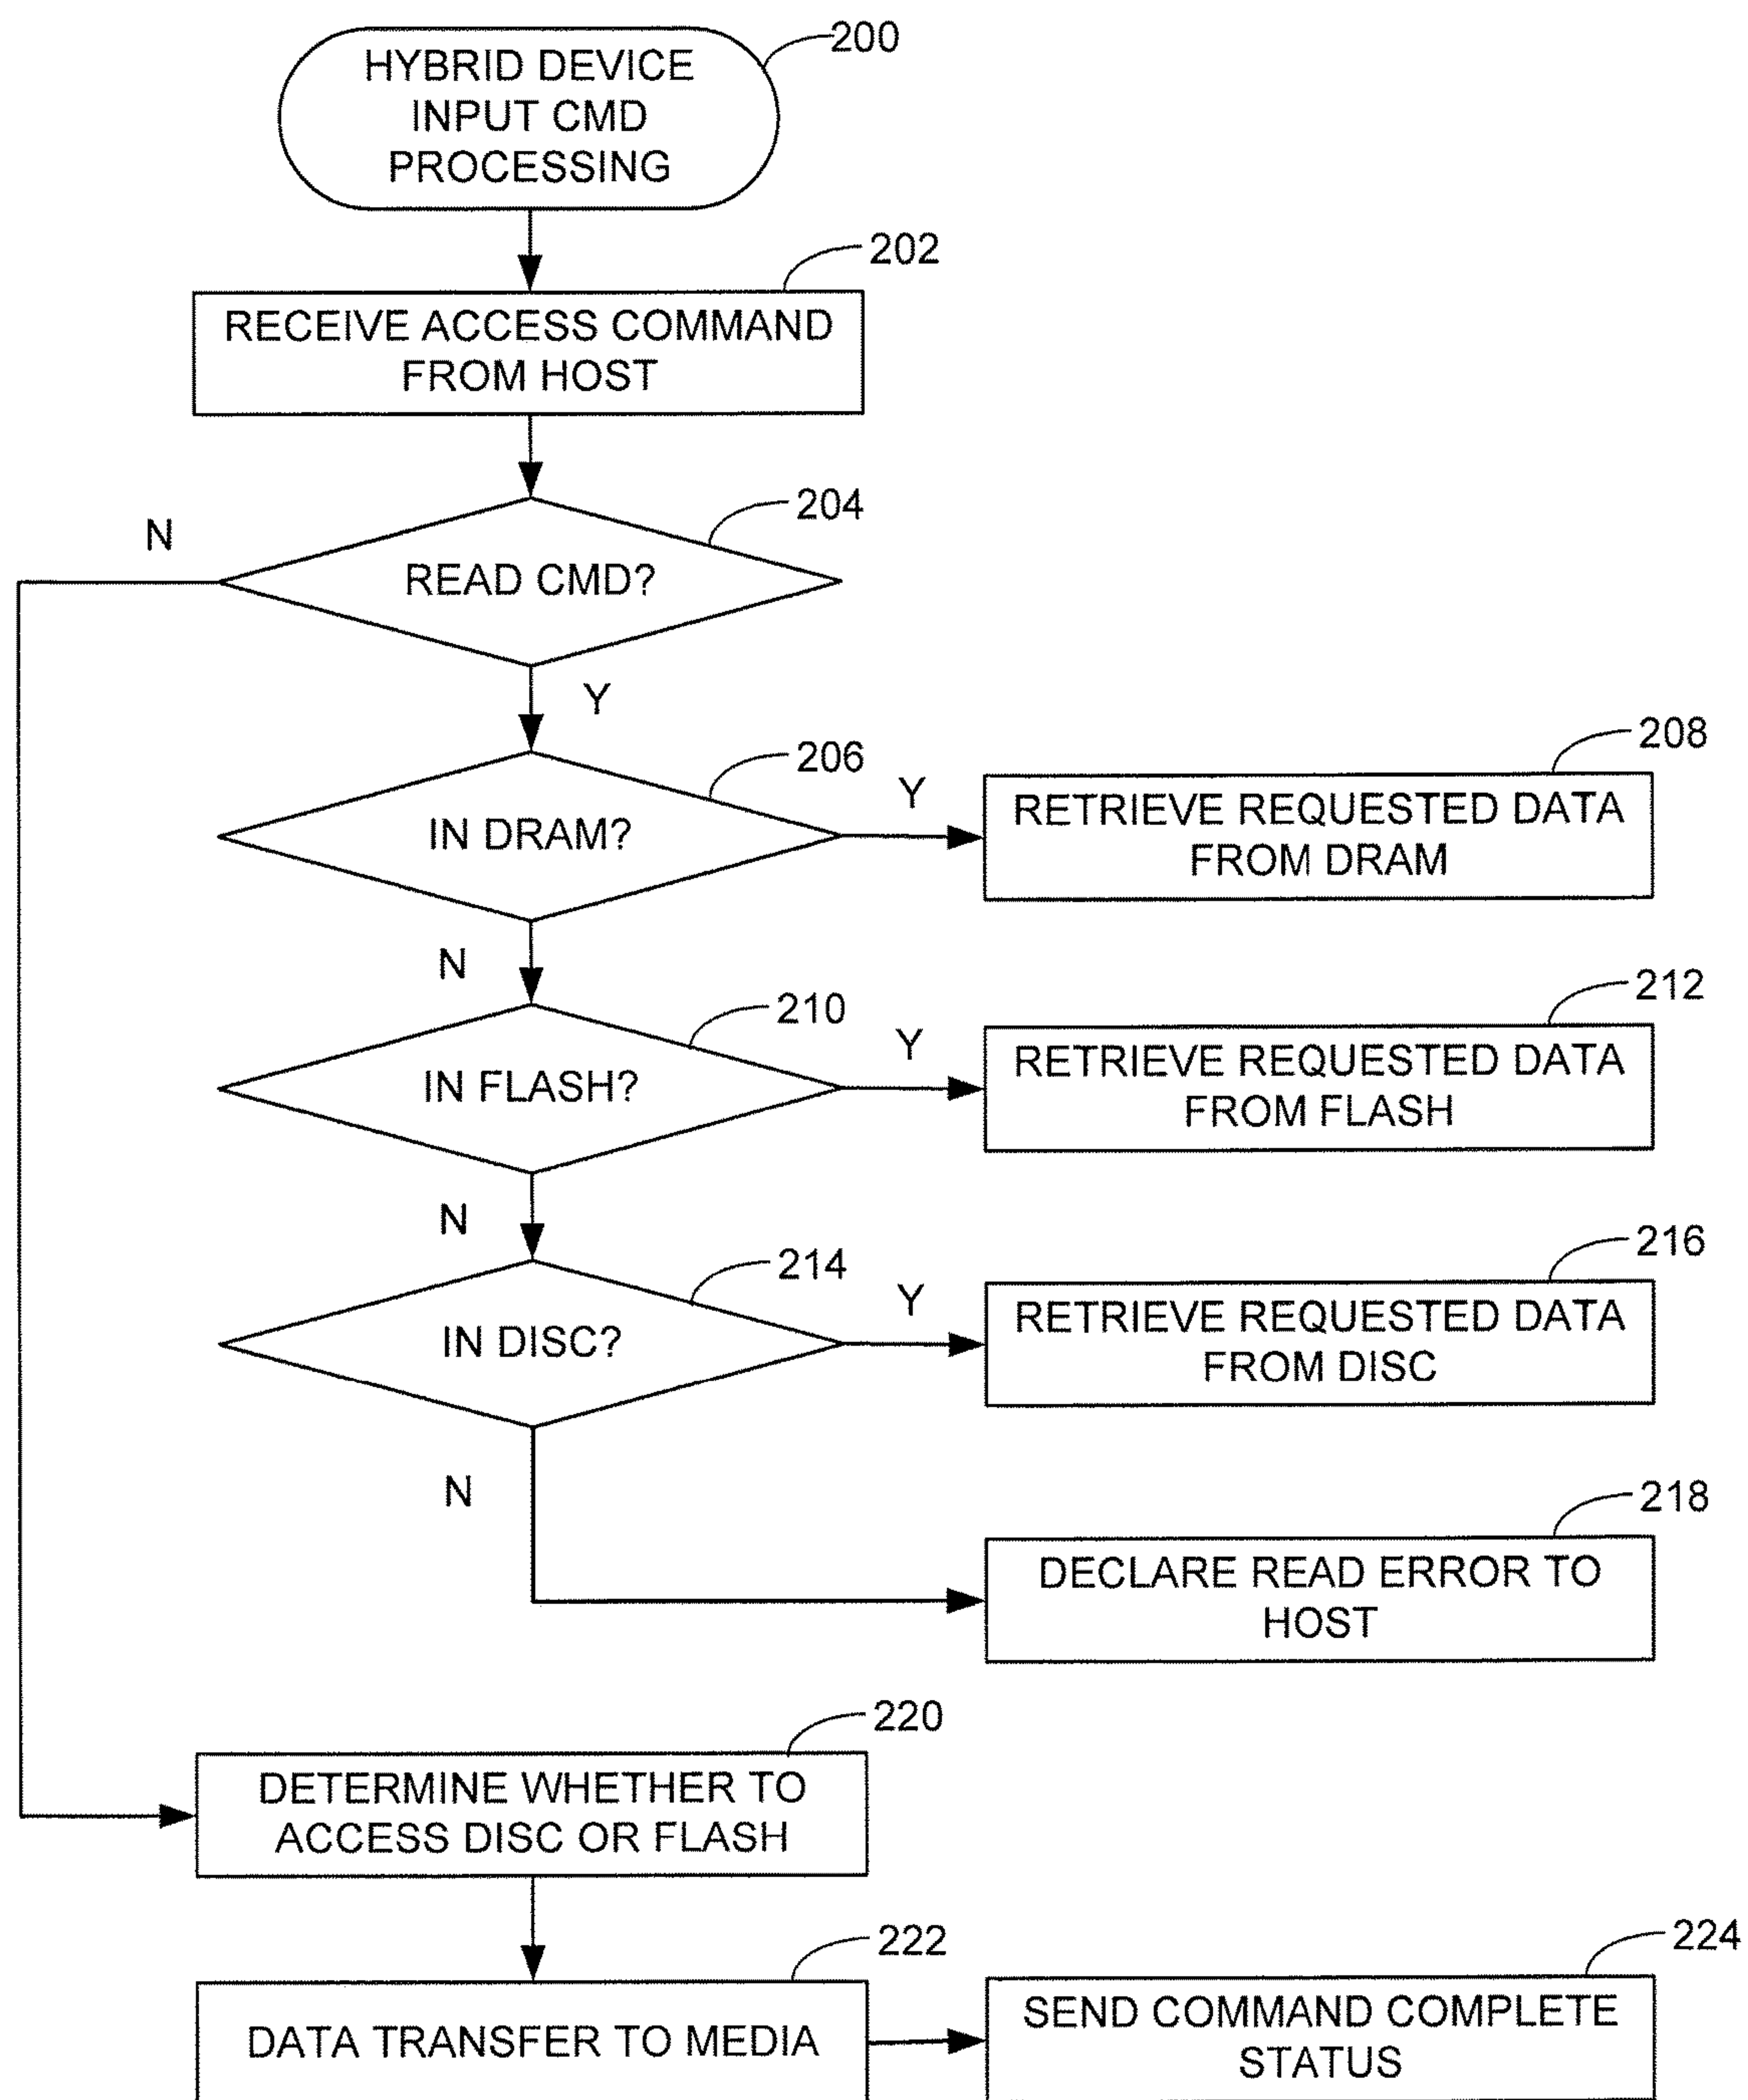 200
HYBRID DEVICE
INPUT CMD
PROCESSING
202
RECEIVE ACCESS COMMAND
FROM HOST
204
N
READ CMD?
Y
206
208
Y
IN DRAM?
RETRIEVE REQUESTED DATA
FROM DRAM
N
210
212
Y
IN FLASH?
RETRIEVE REQUESTED DATA
FROM FLASH
N
214
216
Y
IN DISC?
RETRIEVE REQUESTED DATA
FROM DISC
N
218
DECLARE READ ERROR TO
HOST
220
DETERMINE WHETHER TO
ACCESS DISC OR FLASH
222
224
DATA TRANSFER TO MEDIA
SEND COMMAND COMPLETE
STATUS